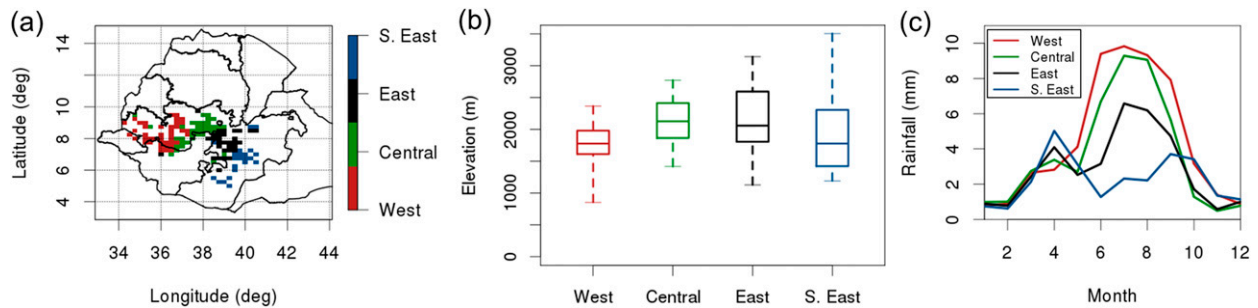 (a)
Latitude (deg)
14
10
8
6
4
34
36
38
40
42
44
Longitude (deg)
S. East
East
Central
West
(b)
Elevation (m)
3000
2000
1000
0
West
Central
East
S. East
(c)
Rainfall (mm)
10
8
6
4
2
0
West
Central
East
S. East
2
4
6
8
10
12
Month